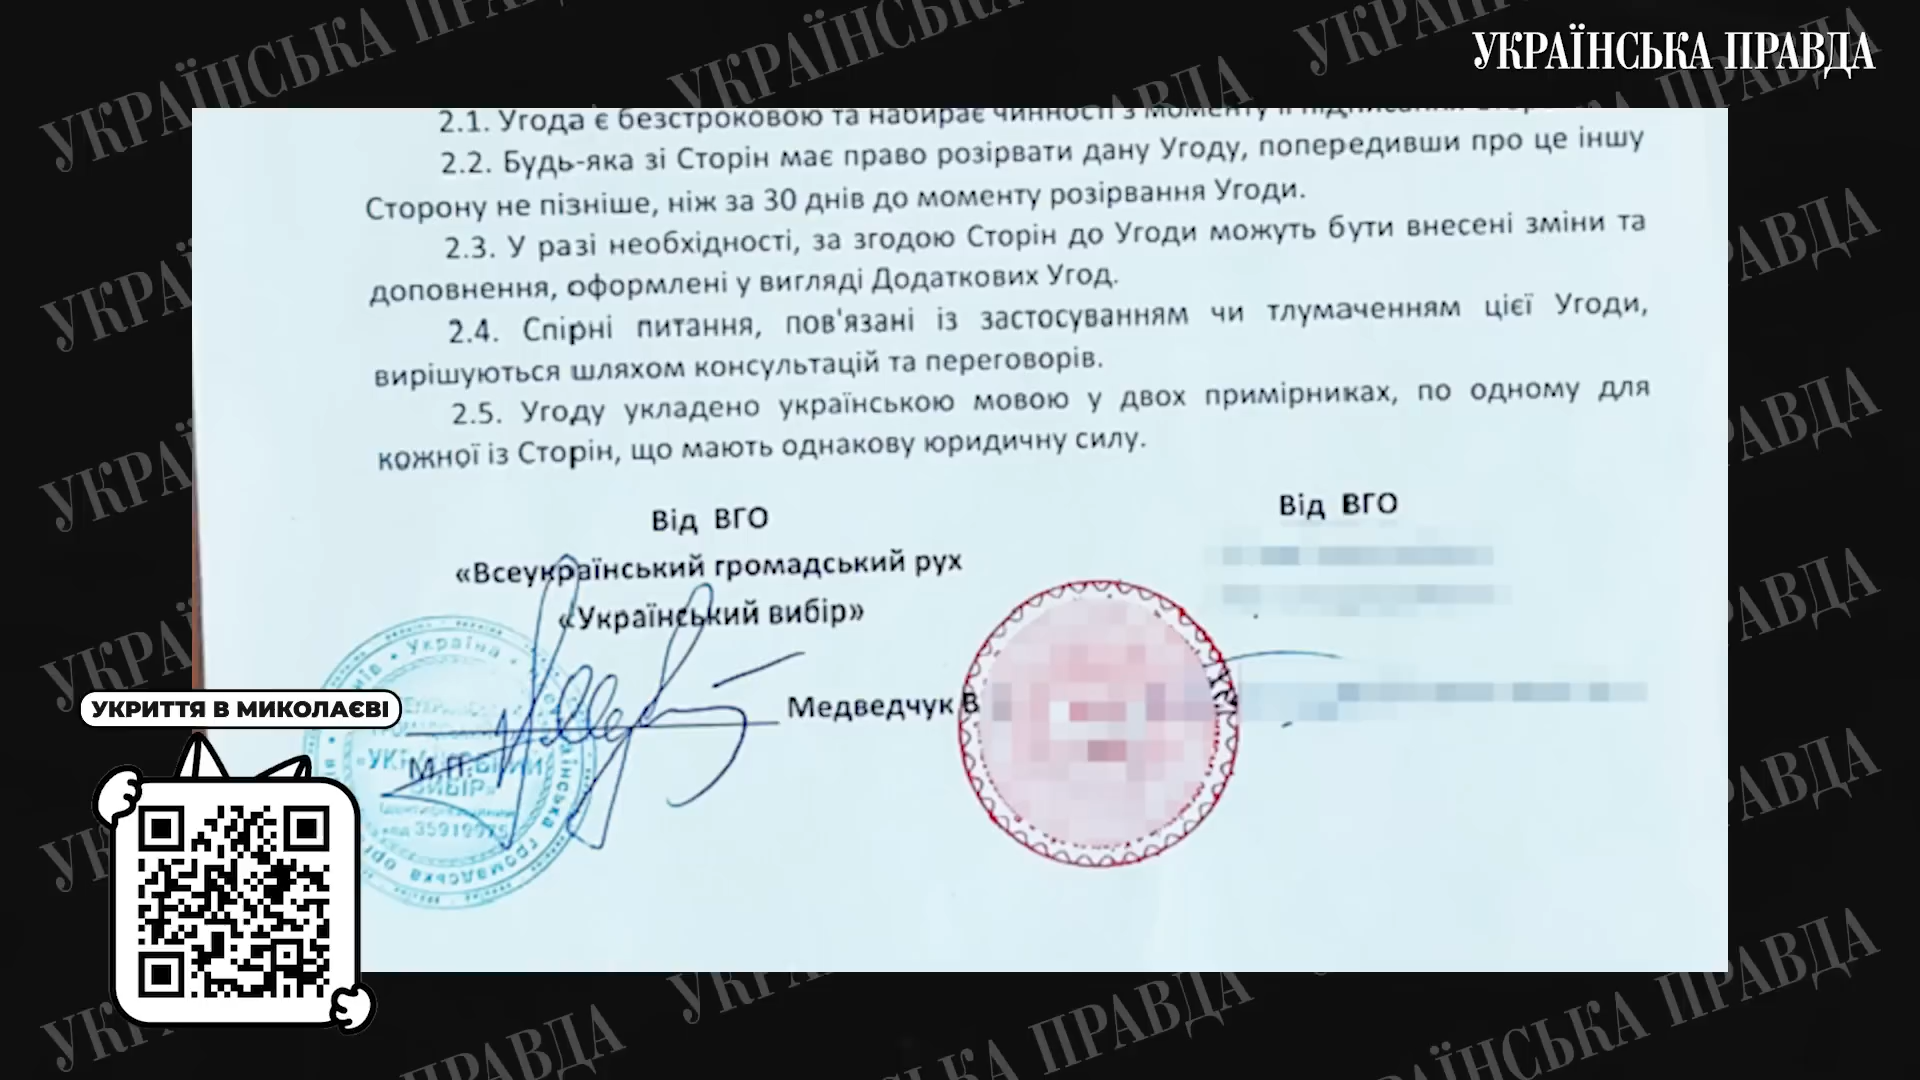 УКРАЇНСЬКА ПРАВДА
2.1. Угода є безстроковою та набирає чинності з моменту її підписання
2.2. Будь-яка зі Сторін має право розірвати дану Угоду, попередивши про це іншу
Сторону не пізніше, ніж за 30 днів до моменту розірвання Угоди.
2.3. У разі необхідності, за згодою Сторін до Угоди можуть бути внесені зміни та
доповнення, оформлені у вигляді Додаткових Угод.
2.4. Спірні питання, пов'язані із застосуванням чи тлумаченням цієї Угоди,
вирішуються шляхом консультацій та переговорів.
2.5. Угоду укладено українською мовою у двох примірниках, по одному для
кожної із Сторін, що мають однакову юридичну силу.
Від ВГО
«Всеукраїнський громадський рух
«Український вибір»
Медведчук В
М.П.
Від ВГО
Україна
УКРИТТЯ В МИКОЛАЄВІ